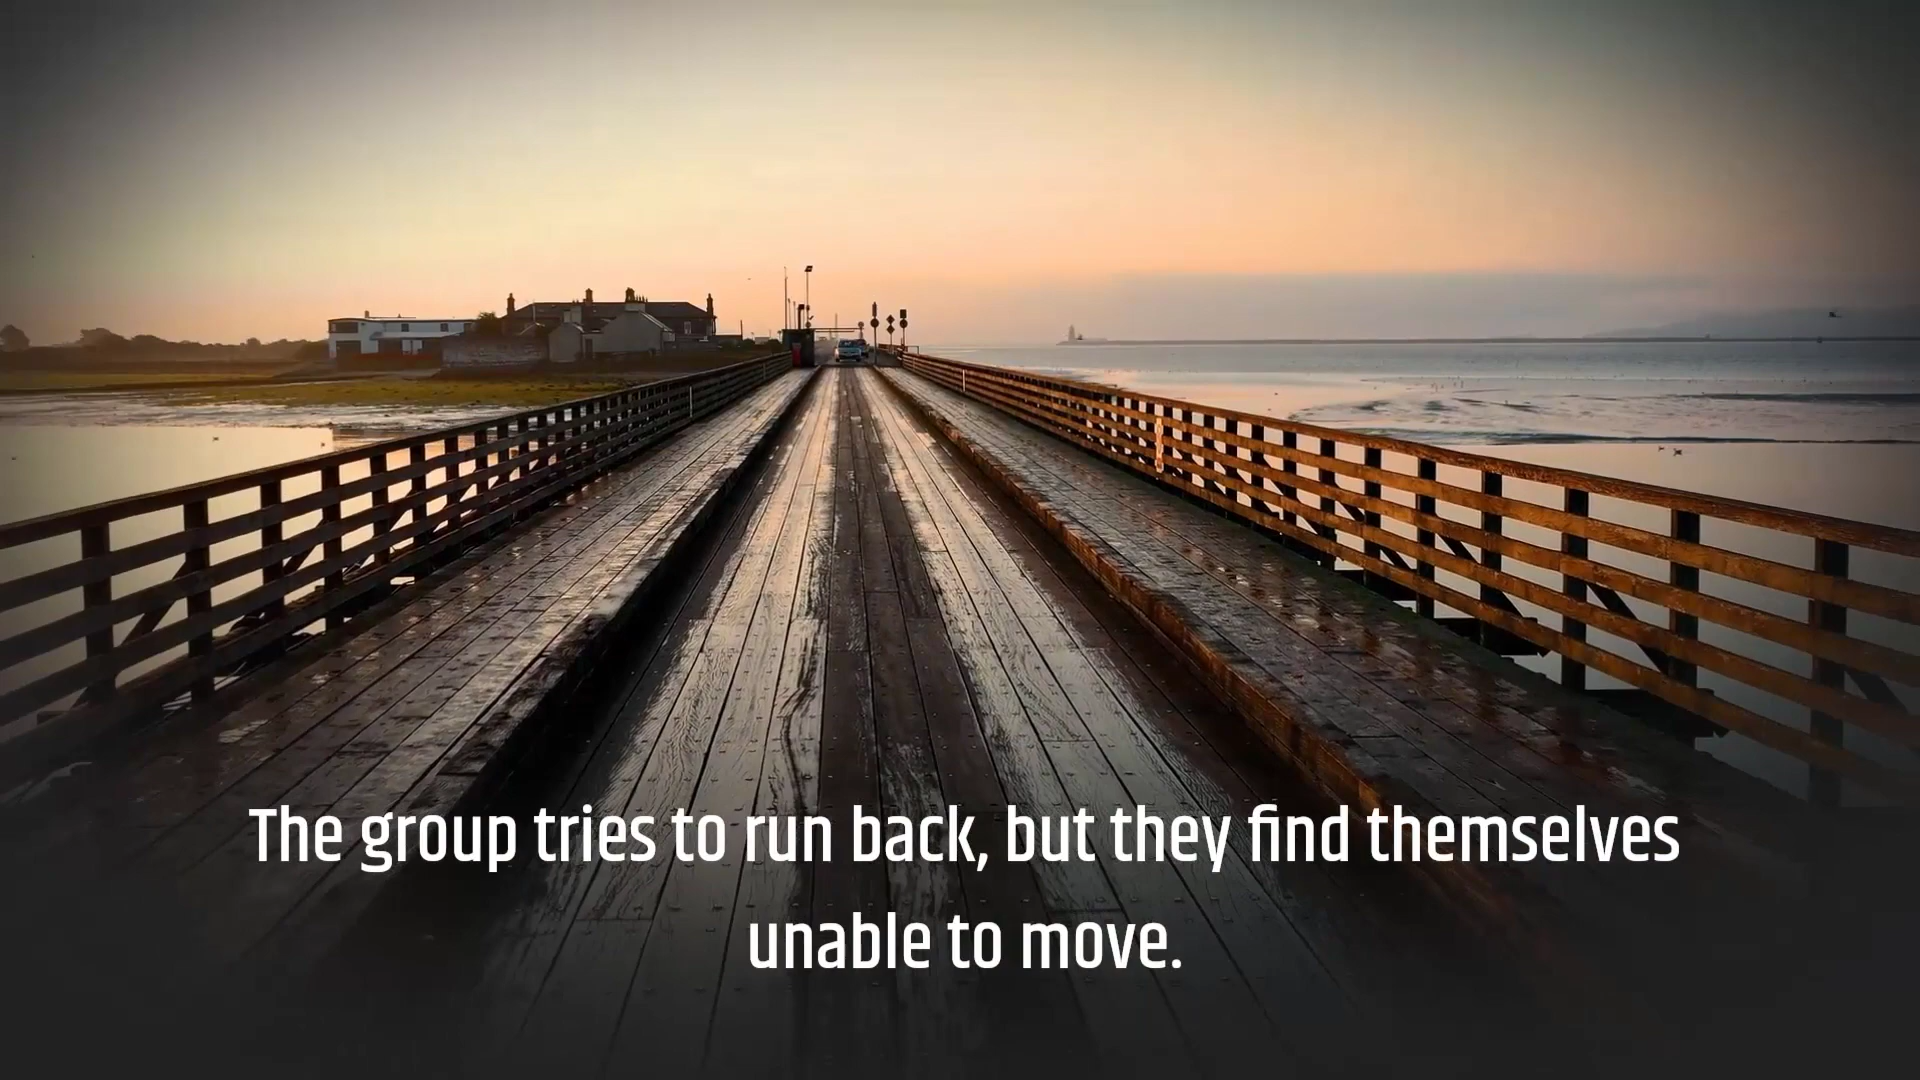 The group tries to run back, but they find themselves
unable to move.